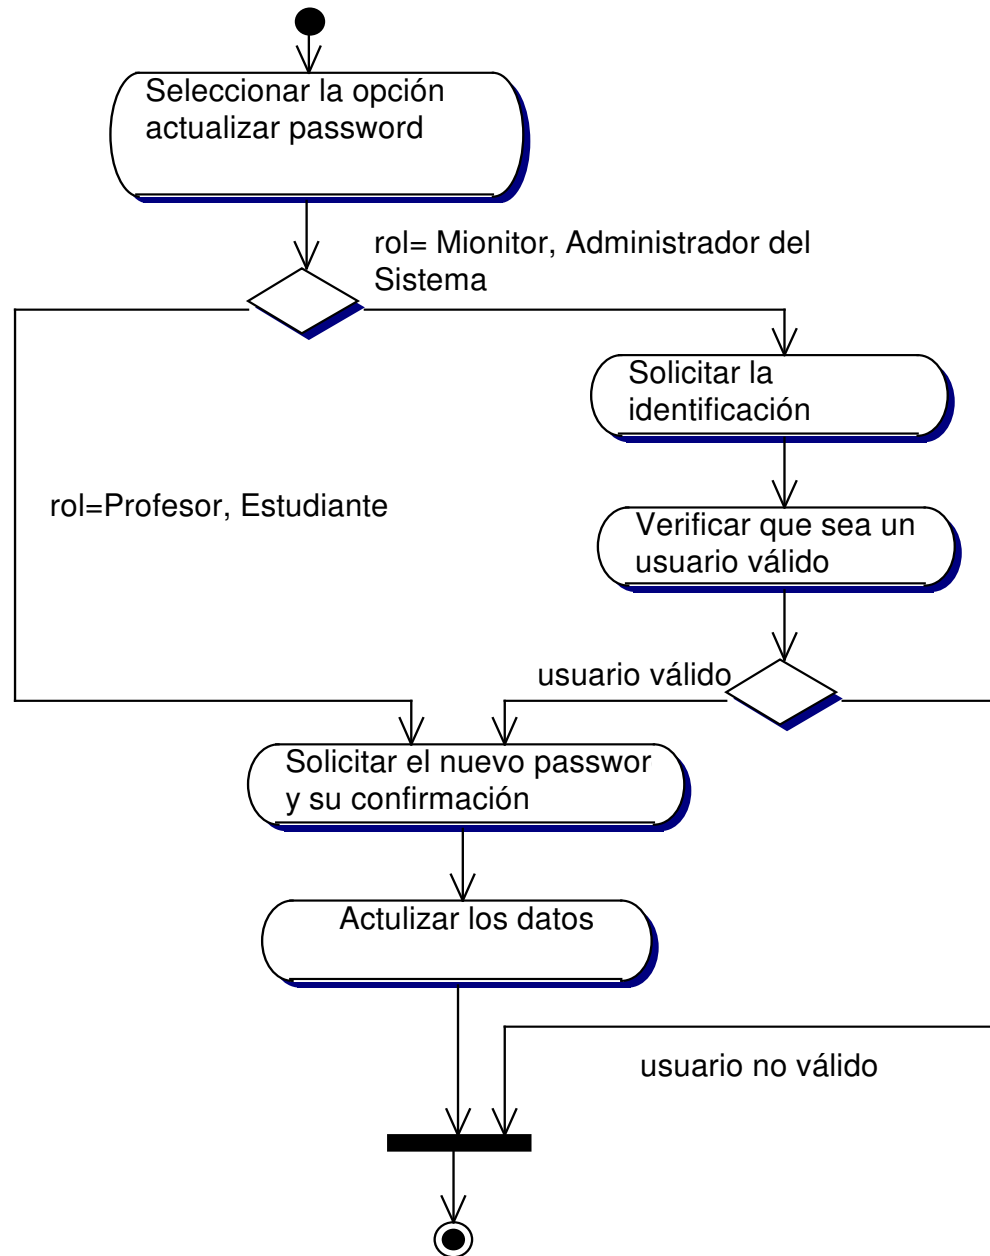 Seleccionar la opción
actualizar password
rol= Mionitor, Administrador del
Sistema
Solicitar la
identificación
rol=Profesor, Estudiante
Verificar que sea un
usuario válido
usuario válido
Solicitar el nuevo passwor
y su confirmación
Actulizar los datos
usuario no válido